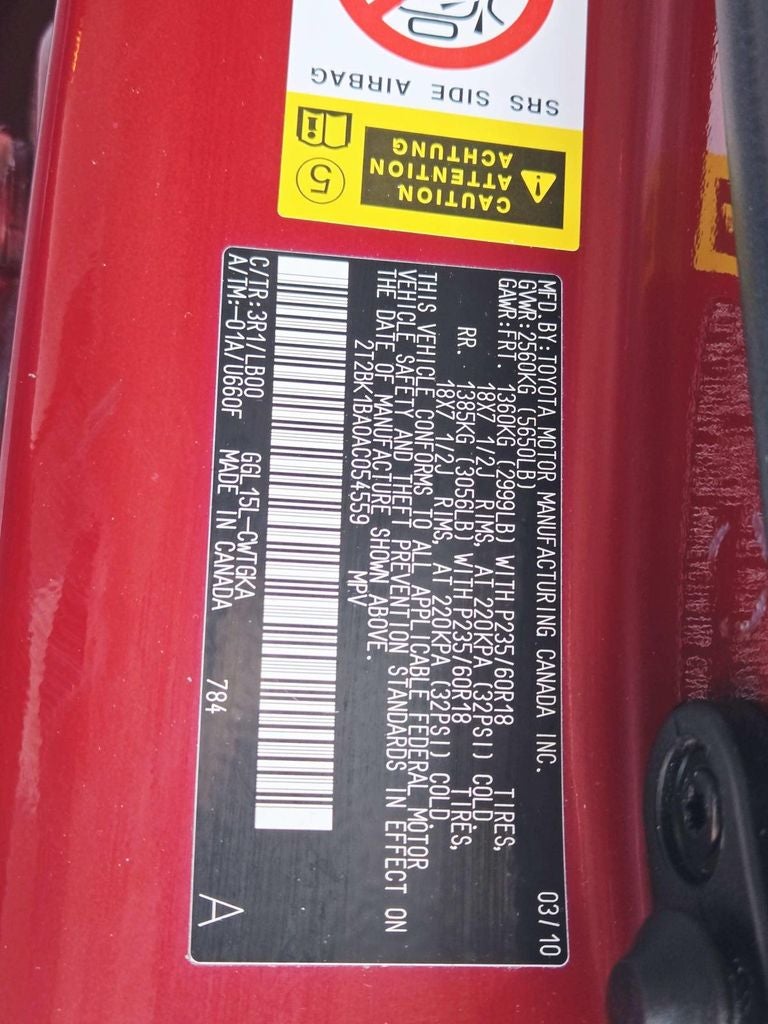 SRS SIDE AIRBAG
CAUTION
ATTENTION
ACHTUNG
5
MFD.BY:TOYOTA MOTOR MANUFACTURING CANADA INC. 03/10
GVWR:2560KG (5650LB)
GAWR:FRT. 1360KG (2999LB) WITH P235/60R18 TIRES,
18X7 1/2J RIMS, AT 220KPA (32PSI) COLD.
RR. 1385KG (3056LB) WITH P235/60R18 TIRES,
18X7 1/2J RIMS, AT 220KPA (32PSI) COLD.
THIS VEHICLE CONFORMS TO ALL APPLICABLE FEDERAL MOTOR
VEHICLE SAFETY AND THEFT PREVENTION STANDARDS IN EFFECT ON
THE DATE OF MANUFACTURE SHOWN ABOVE.
2T2BK1BA0AC054559 MPV
C/TR:3R1/LB00 GGL15L-CWTGKA
A/TM:-01A/U660F MADE IN CANADA 784 A